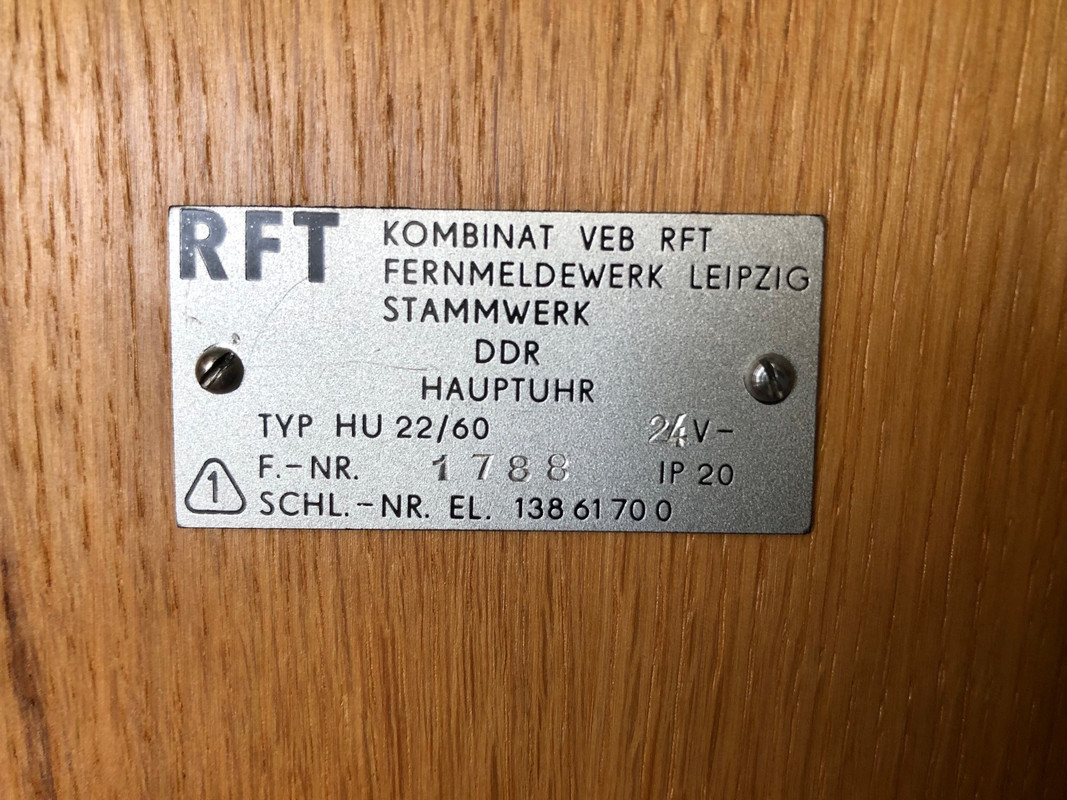 RFT KOMBINAT VEB RFT
FERNMELDEWERK LEIPZIG
STAMMWERK
DDR
HAUPTUHR
TYP HU 22/60 24 V–
F.–NR. 1788 IP 20
1 SCHL.–NR. EL. 138 61 70 0